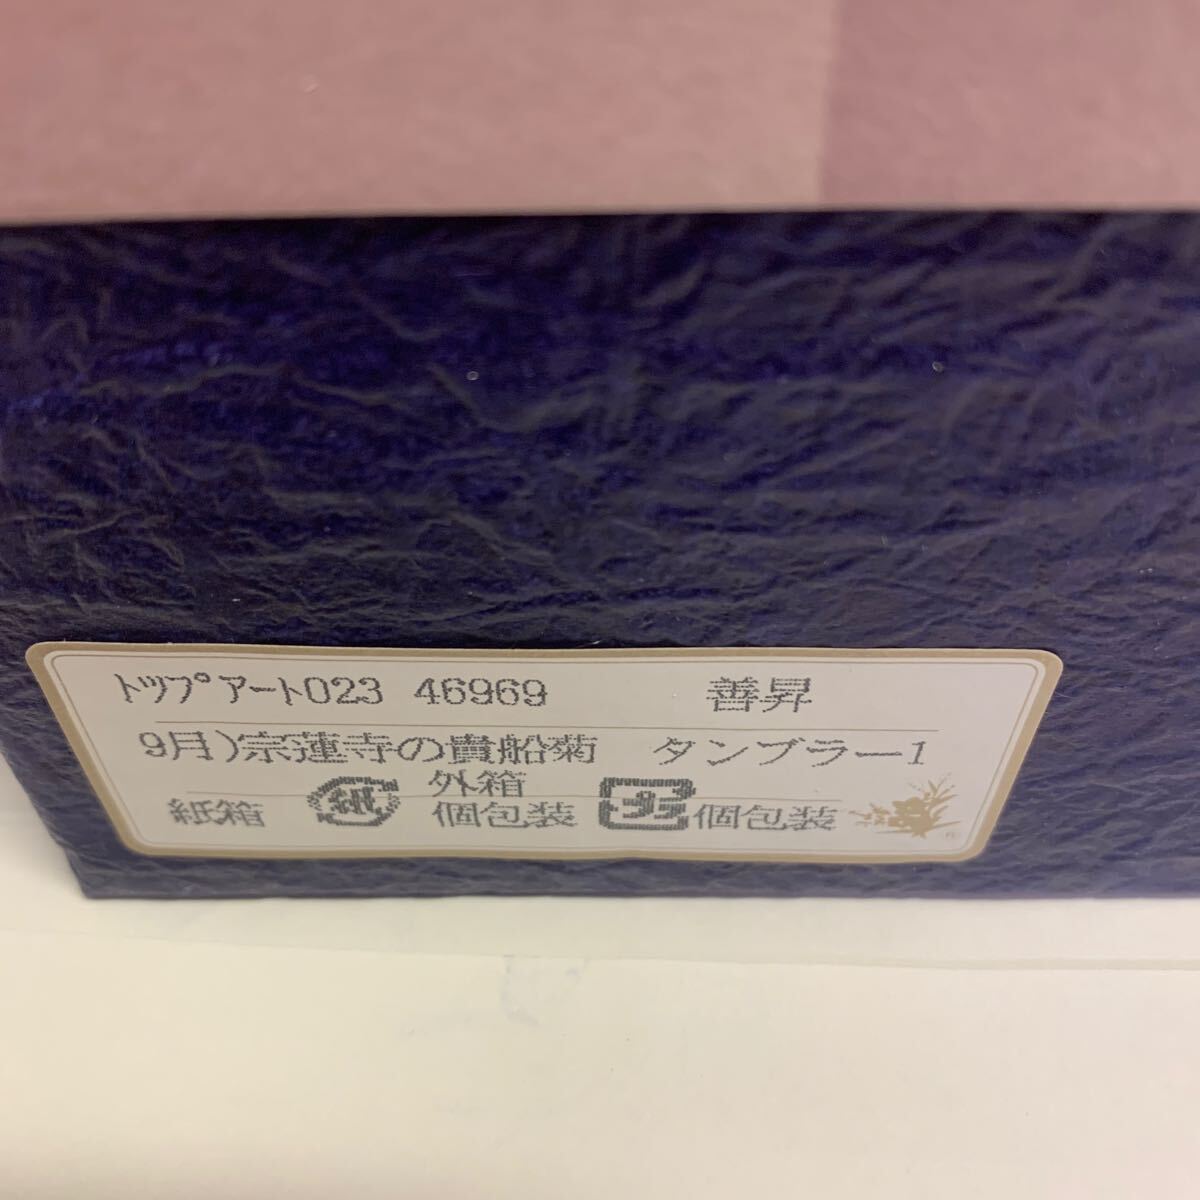 ﾄｯﾌﾟアート023 46969 善昇
9月)宗蓮寺の貴船菊 タンブラー1
外箱
紙箱 紙 個包装 プラ 個包装